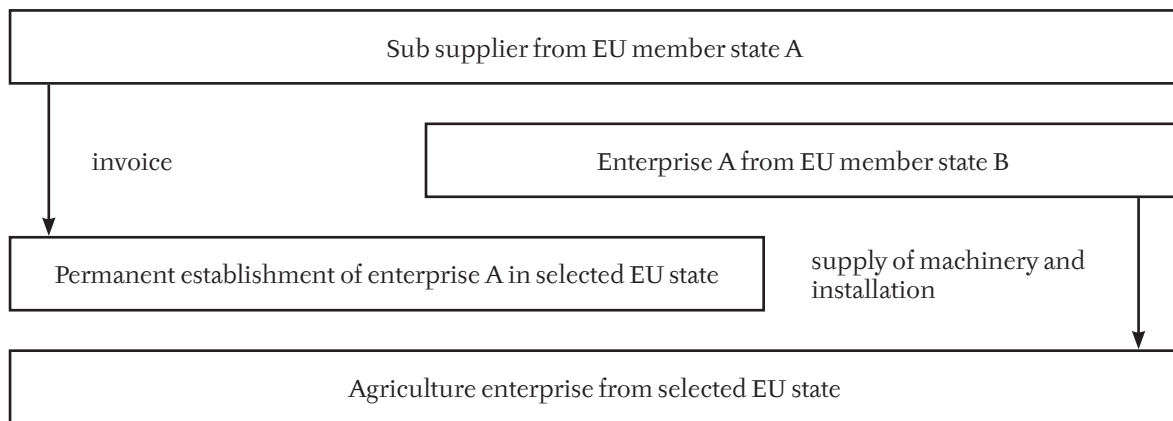 Sub supplier from EU member state A
invoice
Enterprise A from EU member state B
Permanent establishment of enterprise A in selected EU state
supply of machinery and
installation
Agriculture enterprise from selected EU state